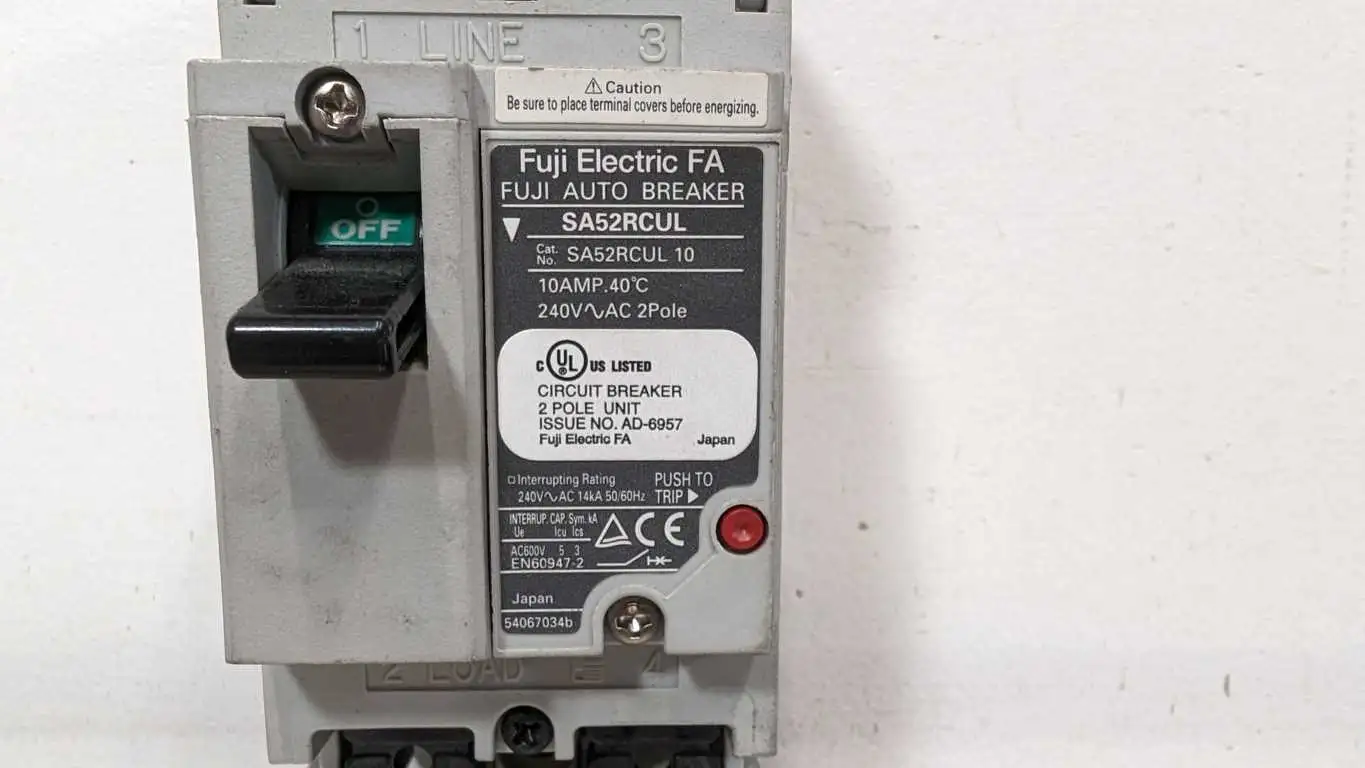 1 LINE 3
⚠ Caution
Be sure to place terminal covers before energizing.
OFF
Fuji Electric FA
FUJI AUTO BREAKER
SA52RCUL
Cat. No. SA52RCUL 10
10AMP.40℃
240V∿AC 2Pole
C UL ® US LISTED
CIRCUIT BREAKER
2 POLE UNIT
ISSUE NO. AD-6957
Fuji Electric FA Japan
Interrupting Rating
240V∿AC 14kA 50/60Hz
PUSH TO
TRIP ▶
INTERRUP. CAP. Sym. kA
Ue Icu Ics
AC600V 5 3
EN60947-2
CE
Japan
54067034b
2 LOAD 4